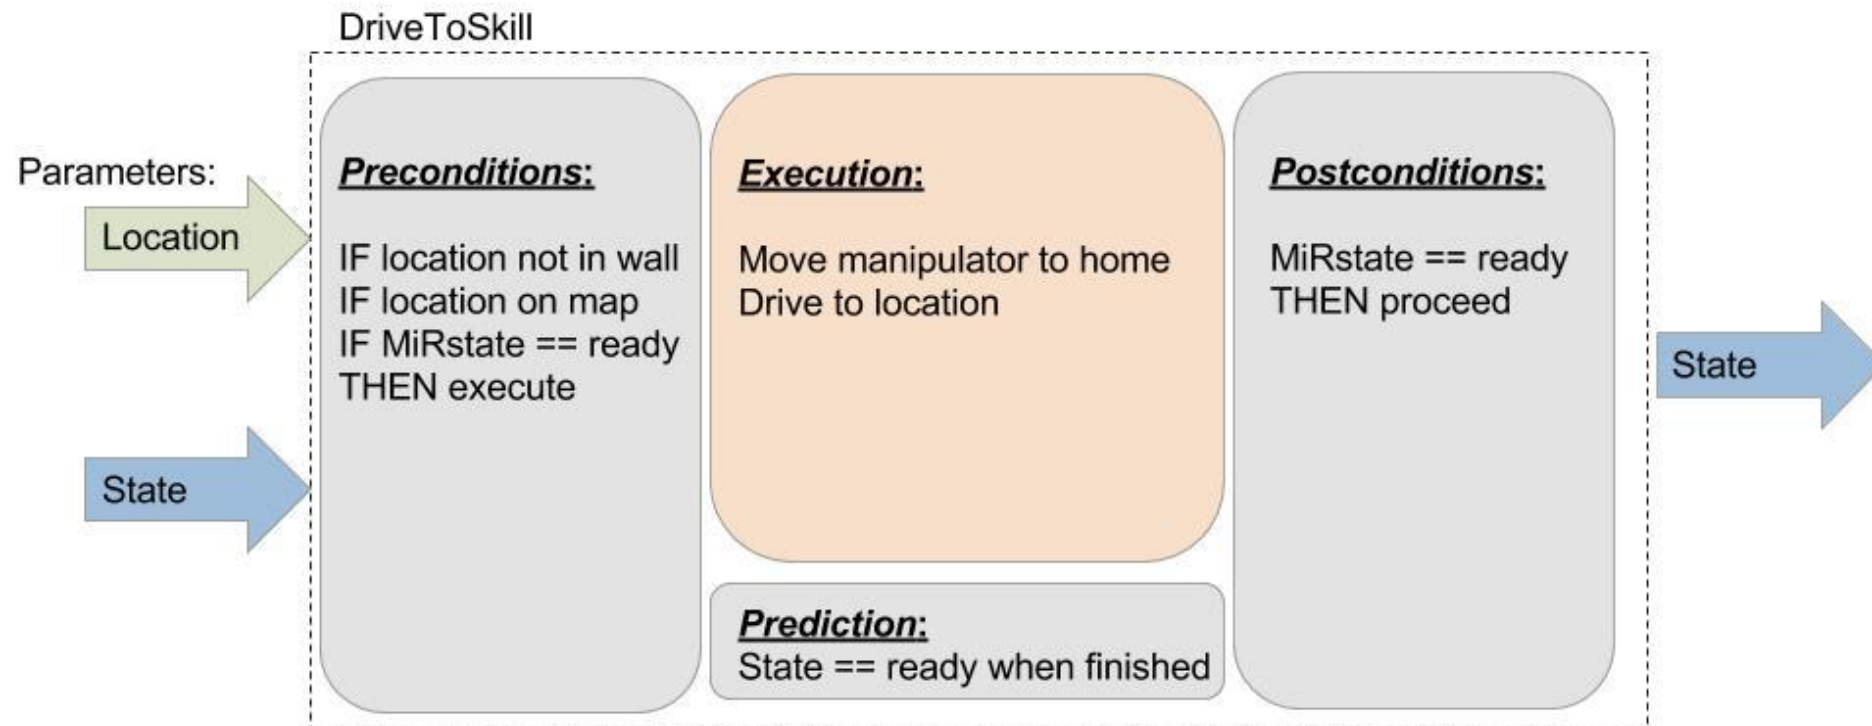 DriveToSkill
Parameters:
Location
State
Preconditions:
IF location not in wall
IF location on map
IF MiRstate == ready
THEN execute
Execution:
Move manipulator to home
Drive to location
Prediction:
State == ready when finished
Postconditions:
MiRstate == ready
THEN proceed
State